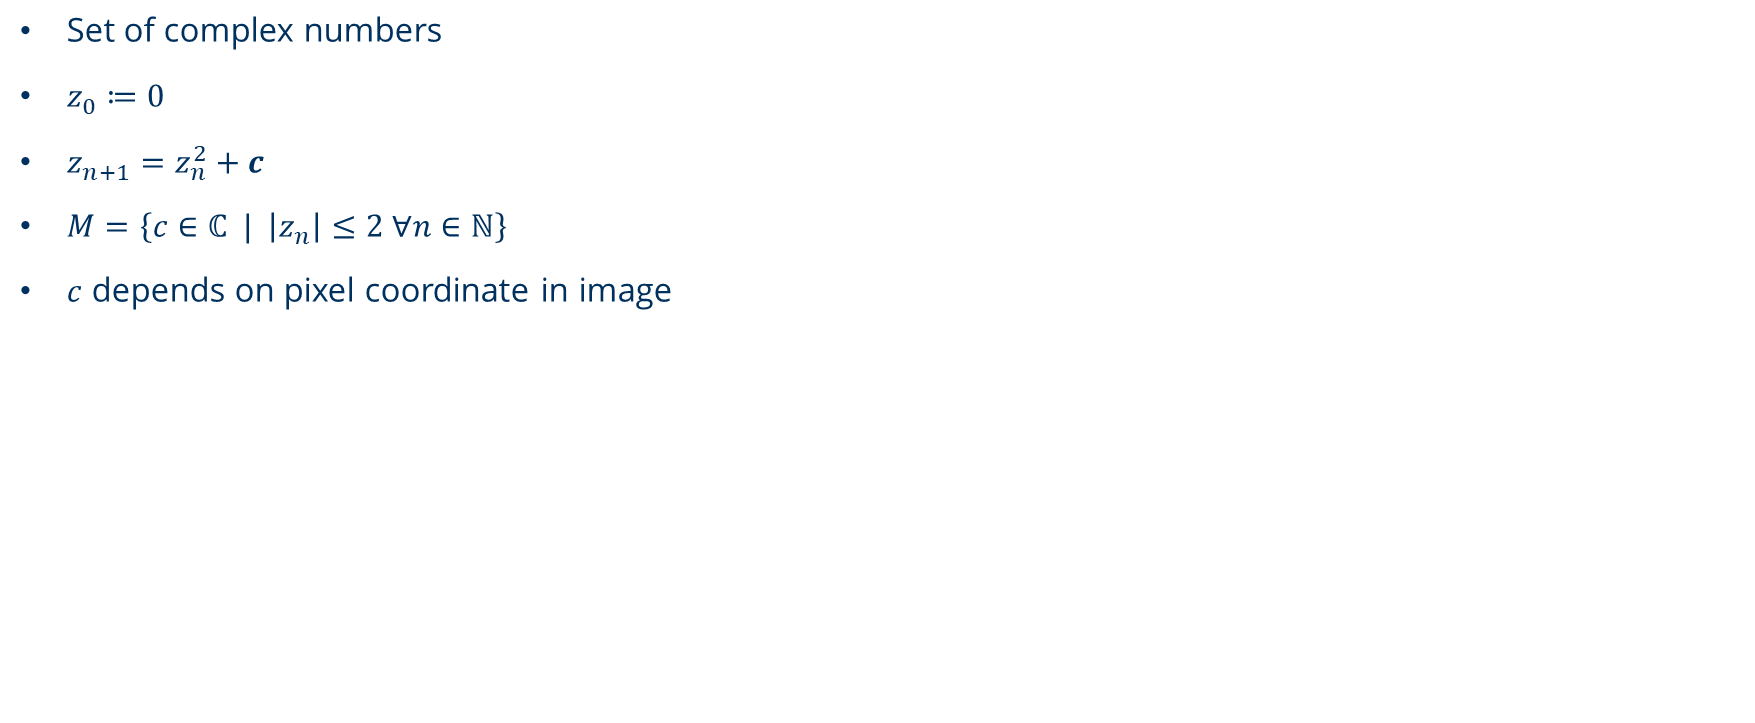 • Set of complex numbers
• z₀ ≔ 0
• zₙ₊₁ = zₙ² + 𝒄
• M = {c ∈ ℂ | |zₙ| ≤ 2 ∀n ∈ ℕ}
• c depends on pixel coordinate in image